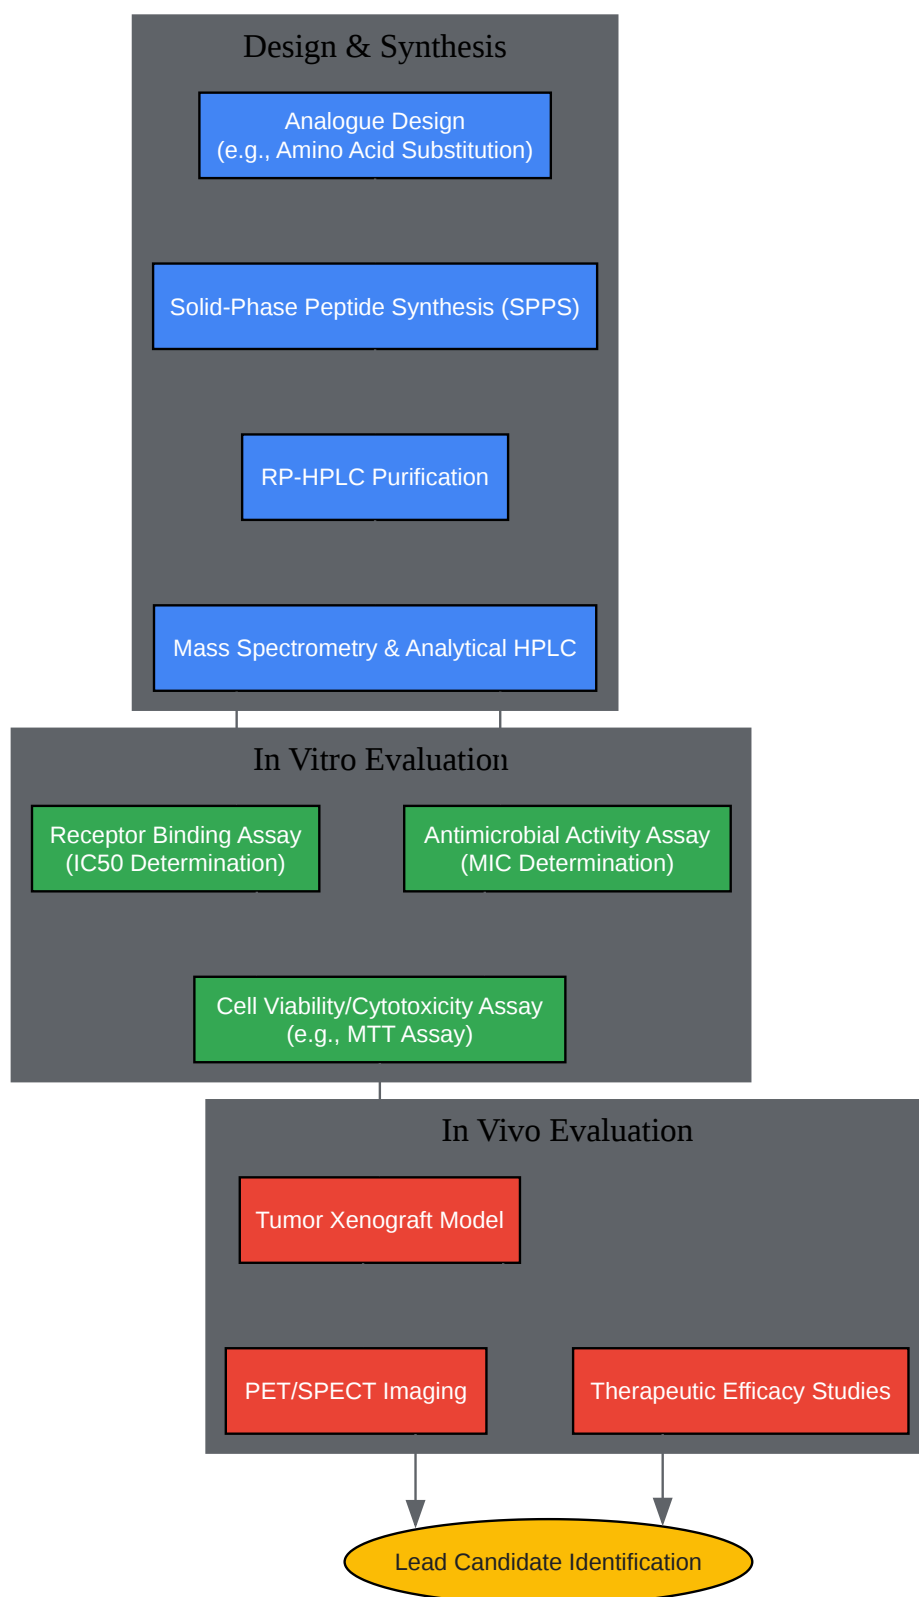 Design & Synthesis
Analogue Design
(e.g., Amino Acid Substitution)
Solid-Phase Peptide Synthesis (SPPS)
RP-HPLC Purification
Mass Spectrometry & Analytical HPLC
In Vitro Evaluation
Receptor Binding Assay
(IC50 Determination)
Antimicrobial Activity Assay
(MIC Determination)
Cell Viability/Cytotoxicity Assay
(e.g., MTT Assay)
In Vivo Evaluation
Tumor Xenograft Model
PET/SPECT Imaging
Therapeutic Efficacy Studies
Lead Candidate Identification